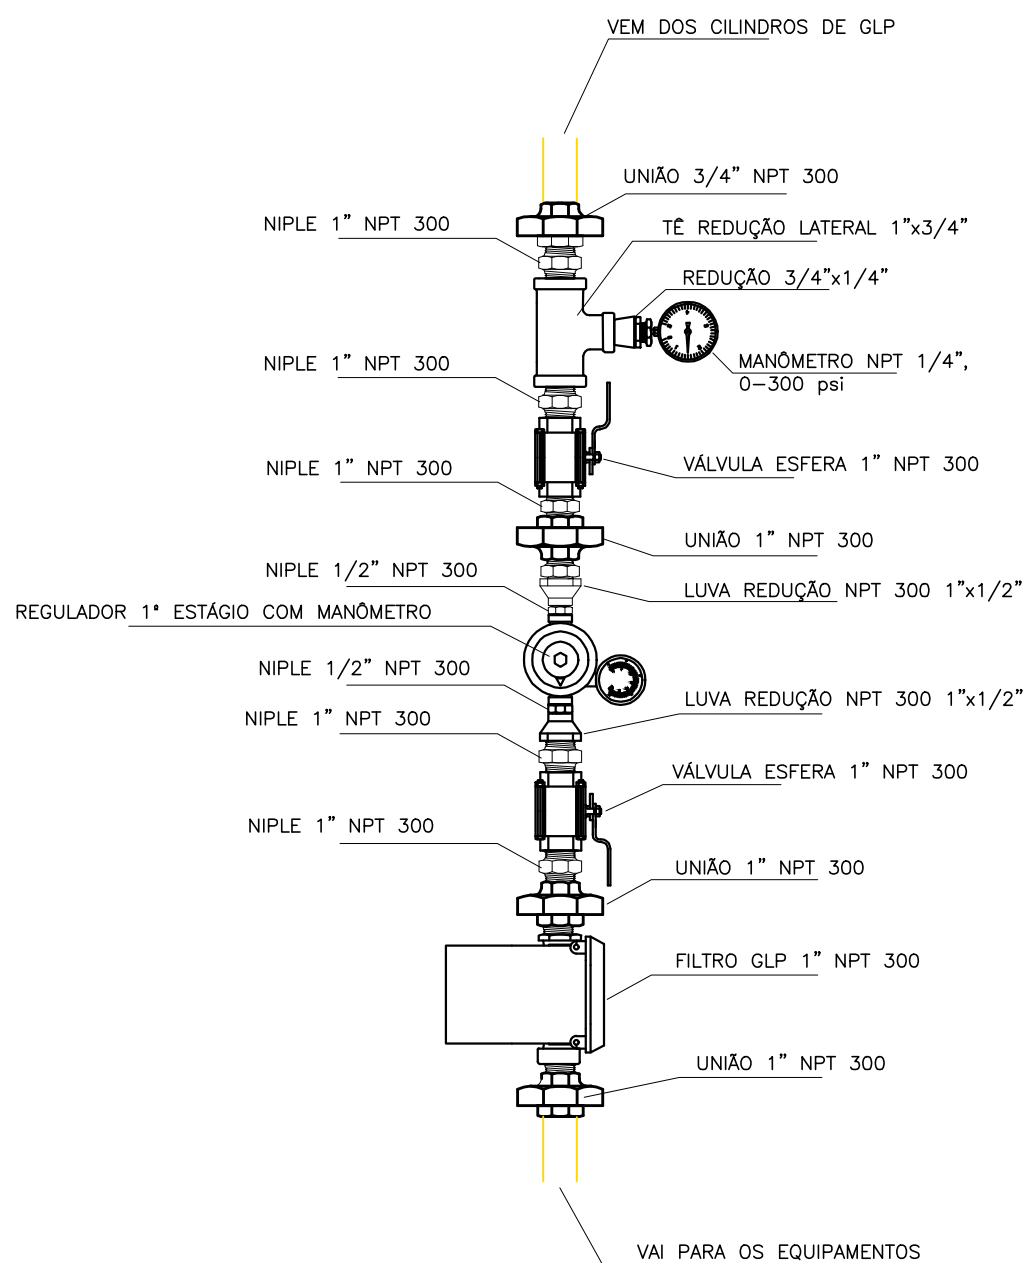 VEM DOS CILINDROS DE GLP
UNIÃO 3/4" NPT 300
NIPLE 1" NPT 300
TÊ REDUÇÃO LATERAL 1"x3/4"
REDUÇÃO 3/4"x1/4"
NIPLE 1" NPT 300
MANÔMETRO NPT 1/4",
0-300 psi
NIPLE 1" NPT 300
VÁLVULA ESFERA 1" NPT 300
UNIÃO 1" NPT 300
NIPLE 1/2" NPT 300
LUVA REDUÇÃO NPT 300 1"x1/2"
REGULADOR 1º ESTÁGIO COM MANÔMETRO
NIPLE 1/2" NPT 300
LUVA REDUÇÃO NPT 300 1"x1/2"
NIPLE 1" NPT 300
VÁLVULA ESFERA 1" NPT 300
NIPLE 1" NPT 300
UNIÃO 1" NPT 300
FILTRO GLP 1" NPT 300
UNIÃO 1" NPT 300
VAI PARA OS EQUIPAMENTOS